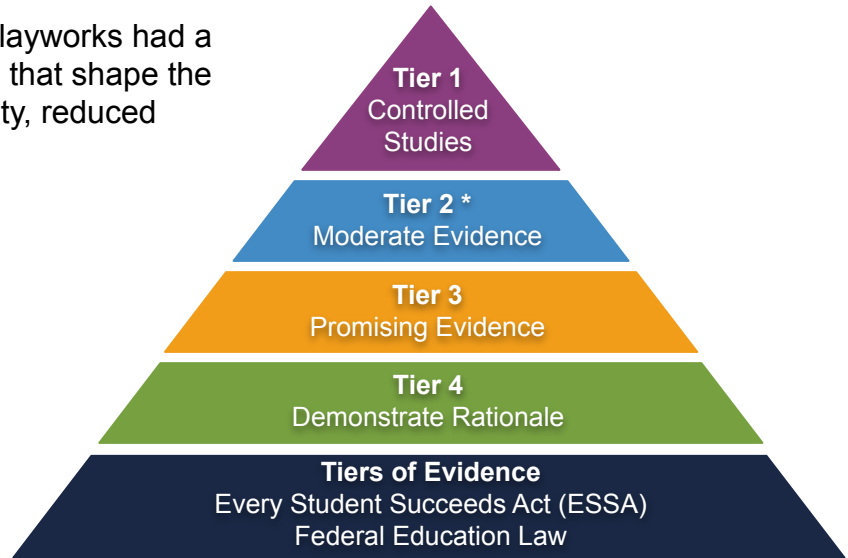 layworks had a
that shape the
ty, reduced
Tier 1
Controlled
Studies
Tier 2 *
Moderate Evidence
Tier 3
Promising Evidence
Tier 4
Demonstrate Rationale
Tiers of Evidence
Every Student Succeeds Act (ESSA)
Federal Education Law